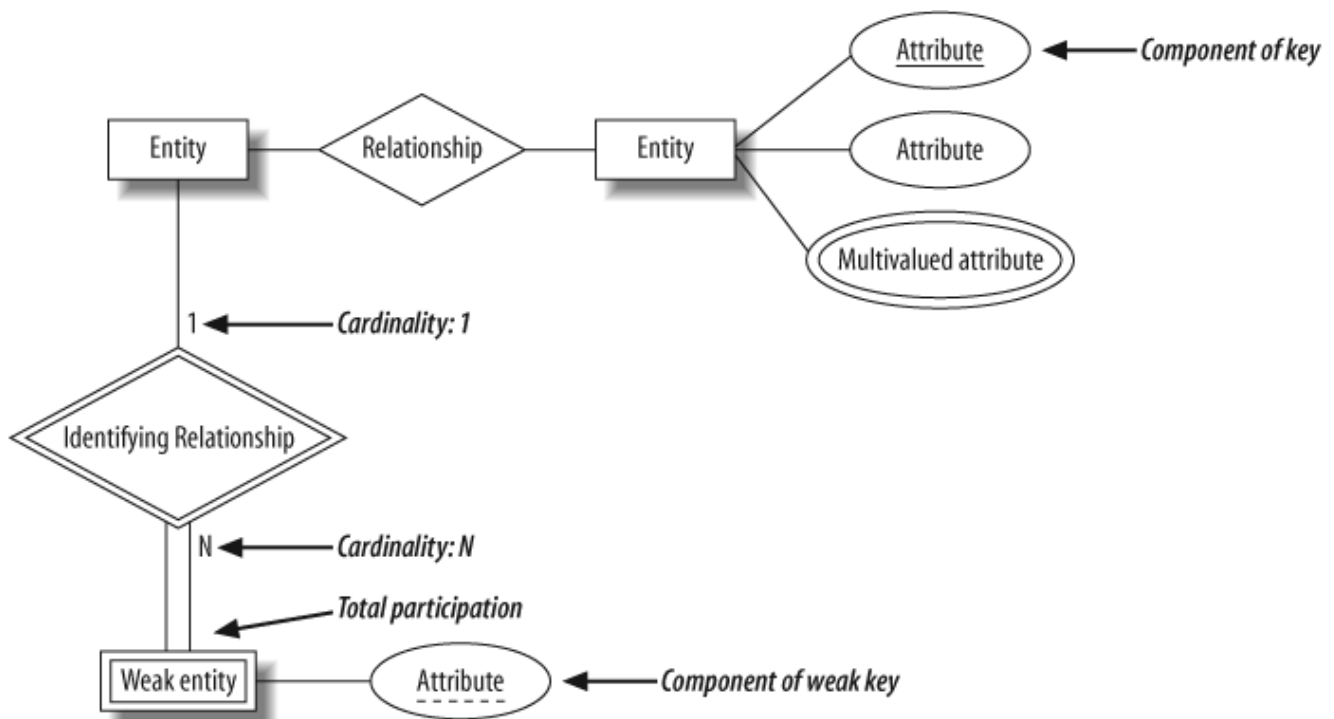 Attribute
Component of key
Entity
Relationship
Entity
Attribute
Multivalued attribute
1
Cardinality: 1
Identifying Relationship
N
Cardinality: N
Total participation
Weak entity
Attribute
Component of weak key